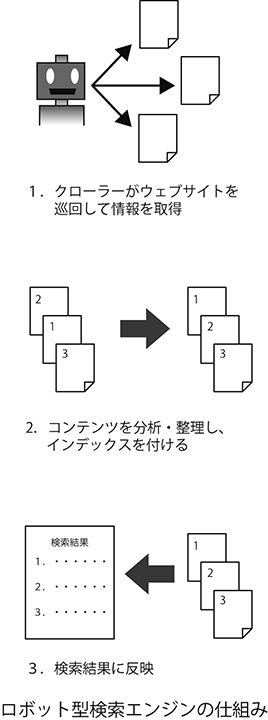 1．クローラーがウェブサイトを
巡回して情報を取得
2
1
3
1
2
3
2．コンテンツを分析・整理し、
インデックスを付ける
検索結果
1．・・・・・・
2．・・・・・・
3．・・・・・・
1
2
3
3．検索結果に反映
ロボット型検索エンジンの仕組み